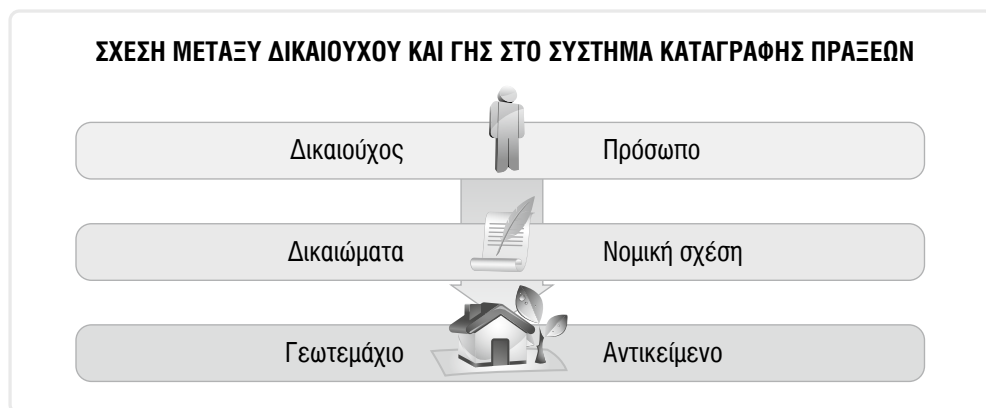 ΣΧΕΣΗ ΜΕΤΑΞΥ ΔΙΚΑΙΟΥΧΟΥ ΚΑΙ ΓΗΣ ΣΤΟ ΣΥΣΤΗΜΑ ΚΑΤΑΓΡΑΦΗΣ ΠΡΑΞΕΩΝ
Δικαιούχος Πρόσωπο
Δικαιώματα Νομική σχέση
Γεωτεμάχιο Αντικείμενο